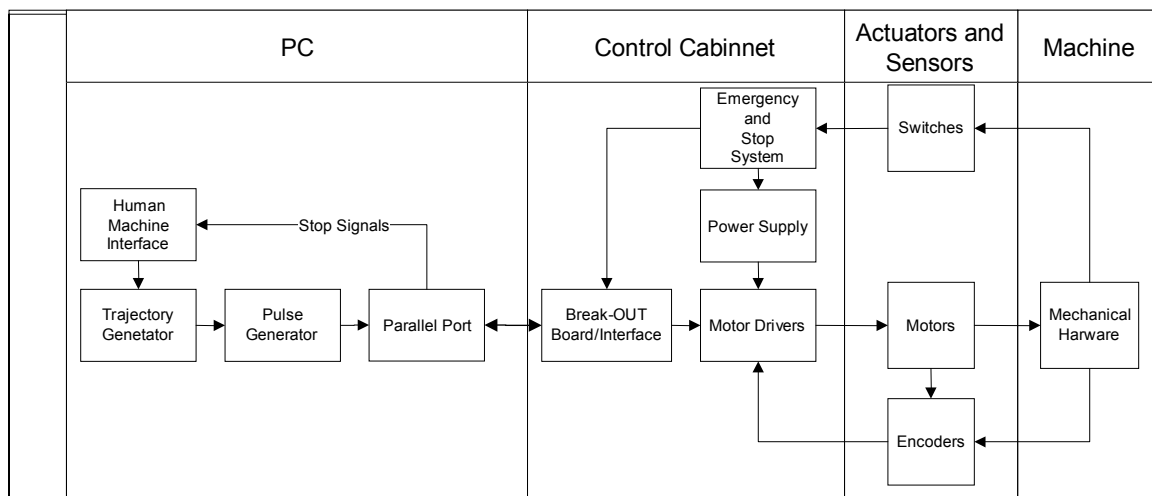 PC
Control Cabinnet
Actuators and
Sensors
Machine
Emergency
and
Stop
System
Switches
Human
Machine
Interface
Stop Signals
Power Supply
Trajectory
Genetator
Pulse
Generator
Parallel Port
Break-OUT
Board/Interface
Motor Drivers
Motors
Mechanical
Harware
Encoders